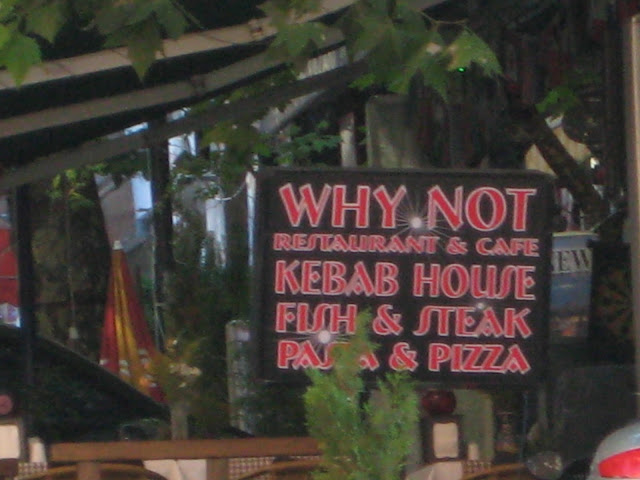 WHY NOT
RESTAURANT & CAFE
KEBAB HOUSE
FISH & STEAK
PASTA & PIZZA